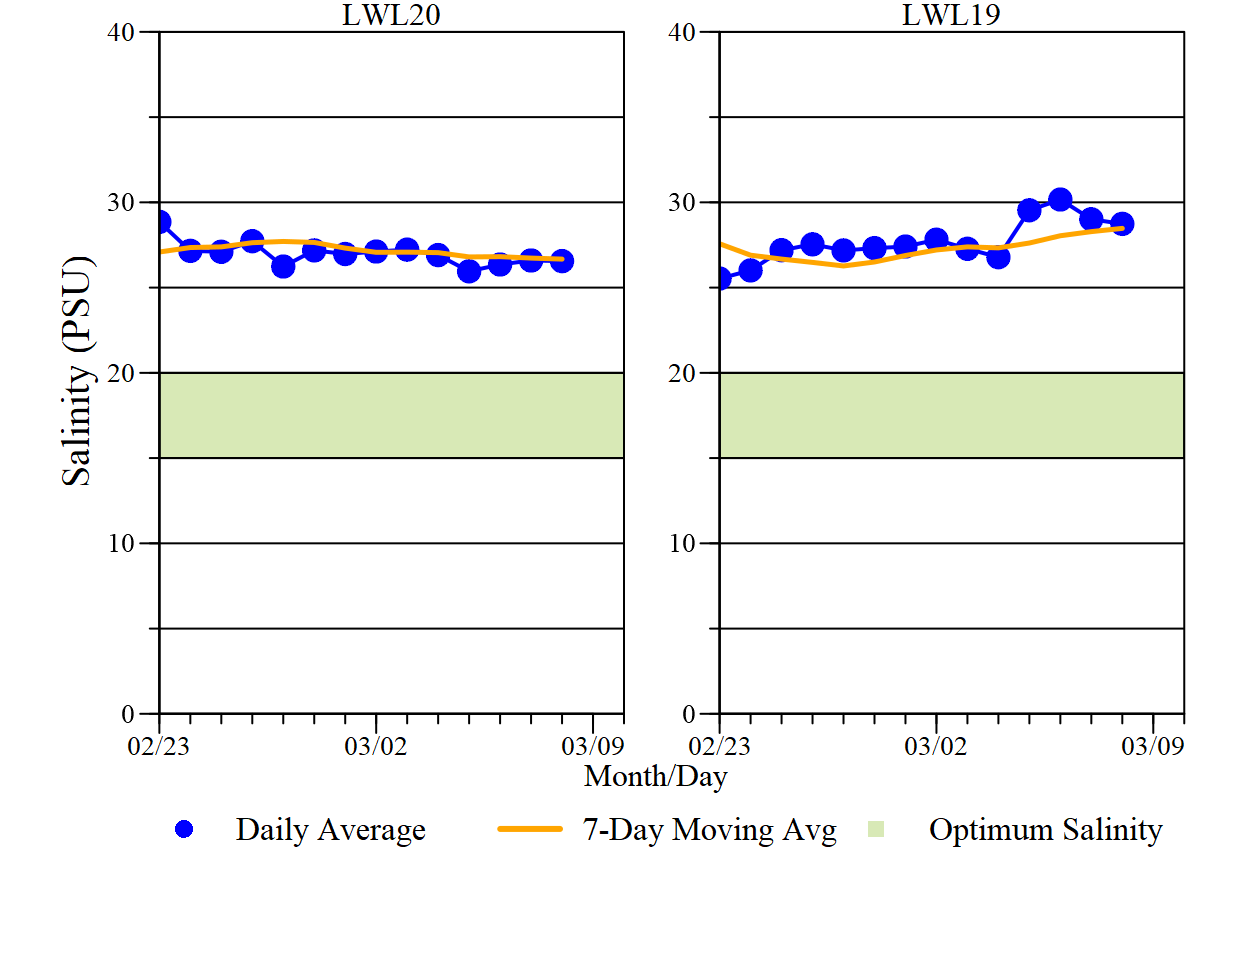 LWL20 LWL19
40 40
30 30
20 20
10 10
0 0
Salinity (PSU)
02/23 03/02 03/09 02/23 03/02 03/09
Month/Day
Daily Average 7-Day Moving Avg Optimum Salinity